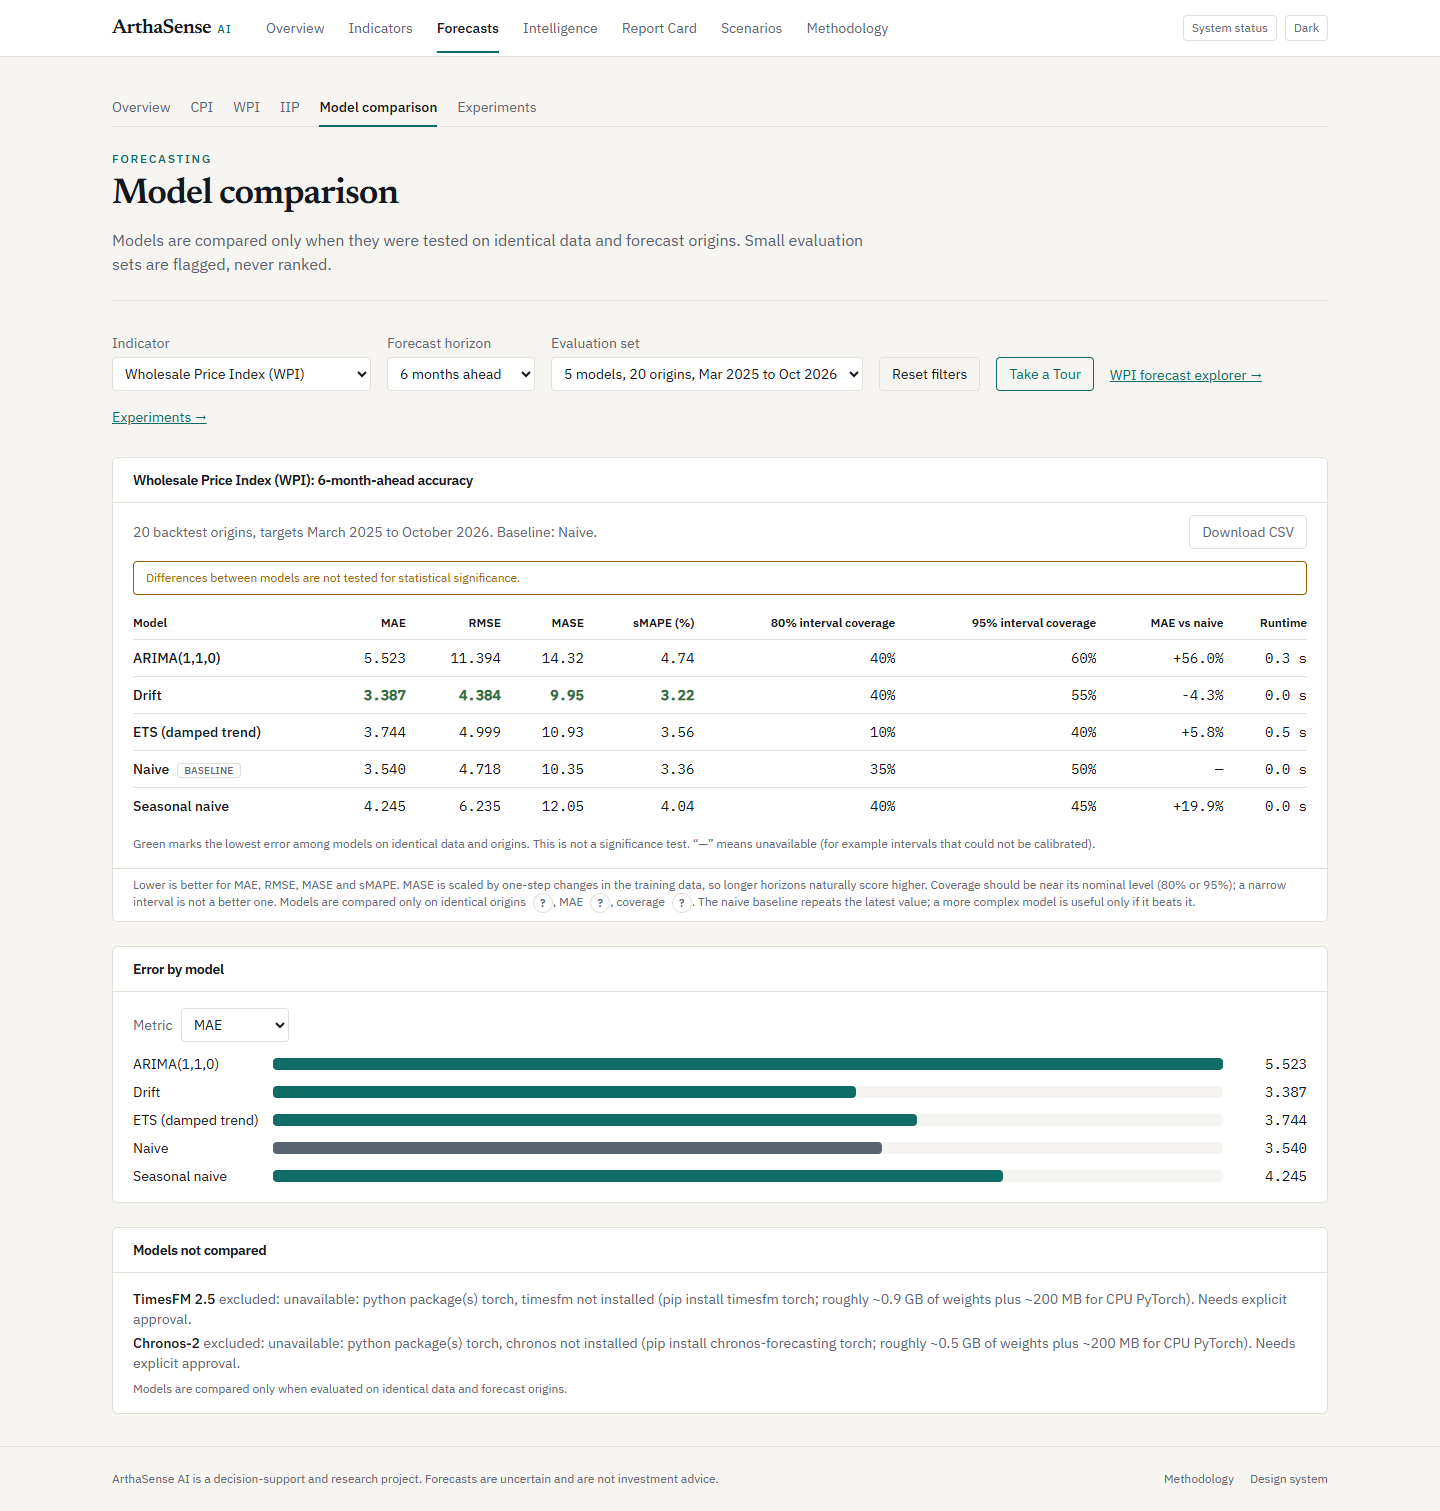 ArthaSense AI
Overview Indicators Forecasts Intelligence Report Card Scenarios Methodology
System status Dark
Overview CPI WPI IIP Model comparison Experiments
FORECASTING
Model comparison
Models are compared only when they were tested on identical data and forecast origins. Small evaluation
sets are flagged, never ranked.
Indicator Forecast horizon Evaluation set
Wholesale Price Index (WPI) 6 months ahead 5 models, 20 origins, Mar 2025 to Oct 2026 Reset filters Take a Tour WPI forecast explorer →
Experiments →
Wholesale Price Index (WPI): 6-month-ahead accuracy
20 backtest origins, targets March 2025 to October 2026. Baseline: Naive. Download CSV
Differences between models are not tested for statistical significance.
Model MAE RMSE MASE sMAPE (%) 80% interval coverage 95% interval coverage MAE vs naive Runtime
ARIMA(1,1,0) 5.523 11.394 14.32 4.74 40% 60% +56.0% 0.3 s
Drift 3.387 4.384 9.95 3.22 40% 55% -4.3% 0.0 s
ETS (damped trend) 3.744 4.999 10.93 3.56 10% 40% +5.8% 0.5 s
Naive BASELINE 3.540 4.718 10.35 3.36 35% 50% — 0.0 s
Seasonal naive 4.245 6.235 12.05 4.04 40% 45% +19.9% 0.0 s
Green marks the lowest error among models on identical data and origins. This is not a significance test. “—” means unavailable (for example intervals that could not be calibrated).
Lower is better for MAE, RMSE, MASE and sMAPE. MASE is scaled by one-step changes in the training data, so longer horizons naturally score higher. Coverage should be near its nominal level (80% or 95%); a narrow
interval is not a better one. Models are compared only on identical origins ?, MAE ?, coverage ?. The naive baseline repeats the latest value; a more complex model is useful only if it beats it.
Error by model
Metric MAE
ARIMA(1,1,0) 5.523
Drift 3.387
ETS (damped trend) 3.744
Naive 3.540
Seasonal naive 4.245
Models not compared
TimesFM 2.5 excluded: unavailable: python package(s) torch, timesfm not installed (pip install timesfm torch; roughly ~0.9 GB of weights plus ~200 MB for CPU PyTorch). Needs explicit
approval.
Chronos-2 excluded: unavailable: python package(s) torch, chronos not installed (pip install chronos-forecasting torch; roughly ~0.5 GB of weights plus ~200 MB for CPU PyTorch). Needs
explicit approval.
Models are compared only when evaluated on identical data and forecast origins.
ArthaSense AI is a decision-support and research project. Forecasts are uncertain and are not investment advice. Methodology Design system